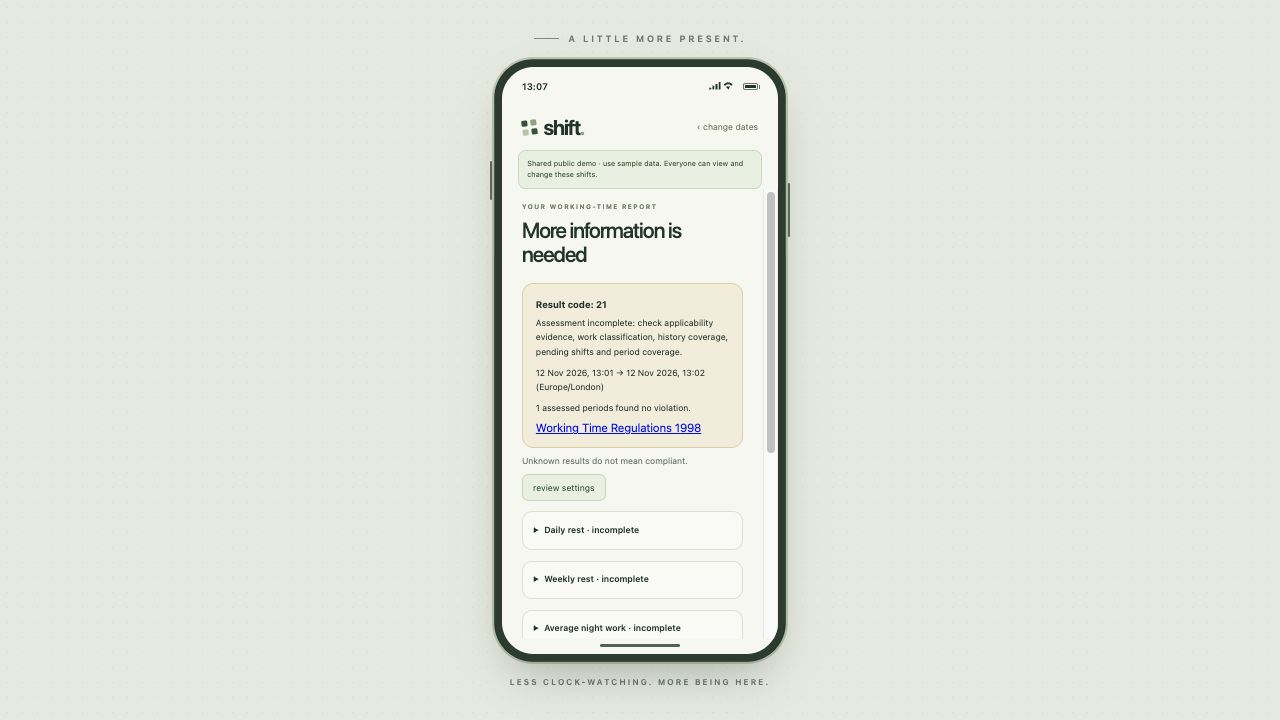 A LITTLE MORE PRESENT.
13:07
shift.
‹ change dates
Shared public demo · use sample data. Everyone can view and
change these shifts.
YOUR WORKING-TIME REPORT
More information is
needed
Result code: 21
Assessment incomplete: check applicability
evidence, work classification, history coverage,
pending shifts and period coverage.
12 Nov 2026, 13:01 → 12 Nov 2026, 13:02
(Europe/London)
1 assessed periods found no violation.
Working Time Regulations 1998
Unknown results do not mean compliant.
review settings
Daily rest · incomplete
Weekly rest · incomplete
Average night work · incomplete
LESS CLOCK-WATCHING. MORE BEING HERE.